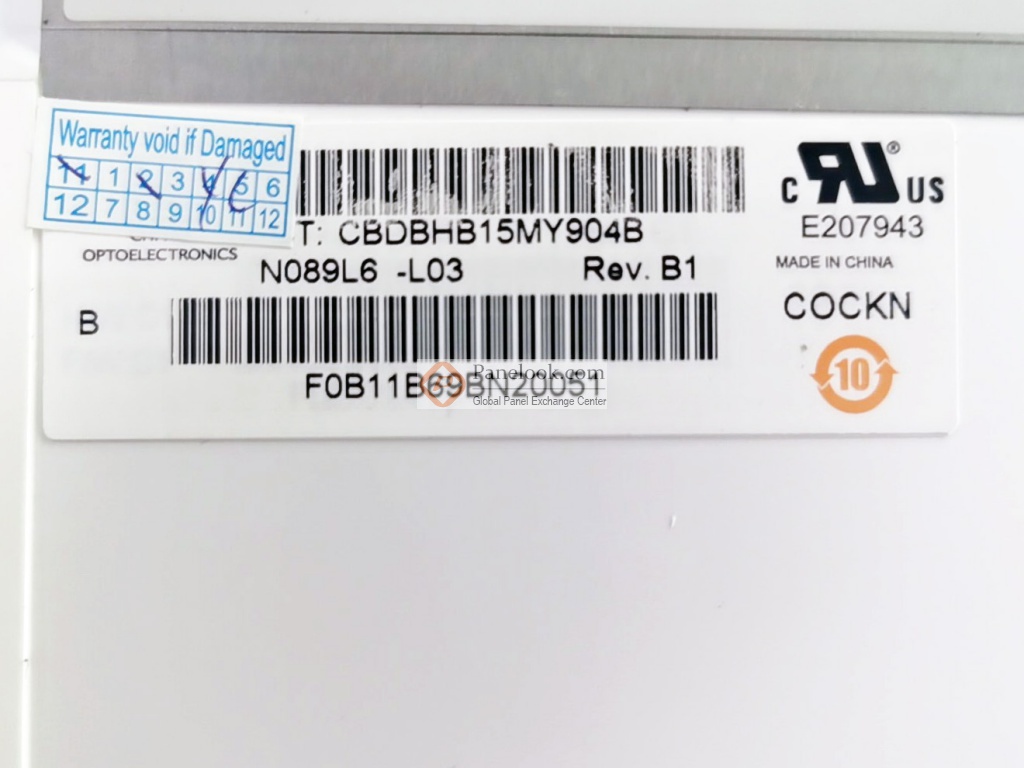 Warranty void if Damaged
11 1 2 3 4 5 6
12 7 8 9 10 11 12
T: CBDBHB15MY904B
OPTOELECTRONICS
N089L6 -L03 Rev. B1
B
F0B11B69BN20051
c RU ® US
E207943
MADE IN CHINA
COCKN
10
Panelook.com
Global Panel Exchange Center